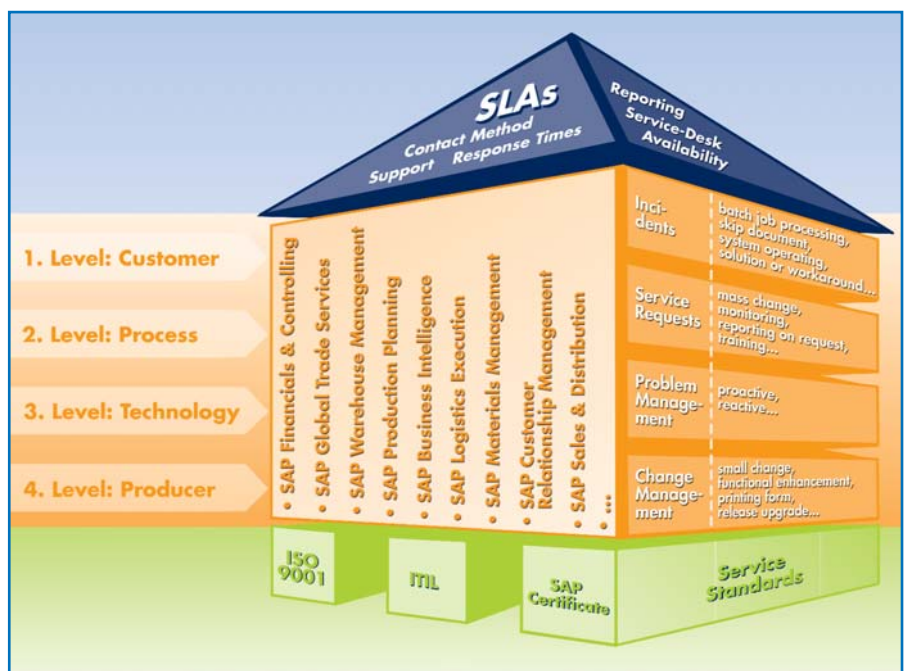 SLAs
Contact Method
Support Response Times
Reporting
Service-Desk
Availability
1. Level: Customer
2. Level: Process
3. Level: Technology
4. Level: Producer
• SAP Financials & Controlling
• SAP Global Trade Services
• SAP Warehouse Management
• SAP Production Planning
• SAP Business Intelligence
• SAP Logistics Execution
• SAP Materials Management
• SAP Customer
Relationship Management
• SAP Sales & Distribution
• ...
Inci-
dents
batch job processing,
skip document,
system operating,
solution or workaround...
Service
Requests
mass change,
monitoring,
reporting on request,
training...
Problem
Manage-
ment
proactive,
reactive...
Change
Manage-
ment
small change,
functional enhancement,
printing form,
release upgrade...
ISO
9001
ITIL
SAP
Certificate
Service
Standards